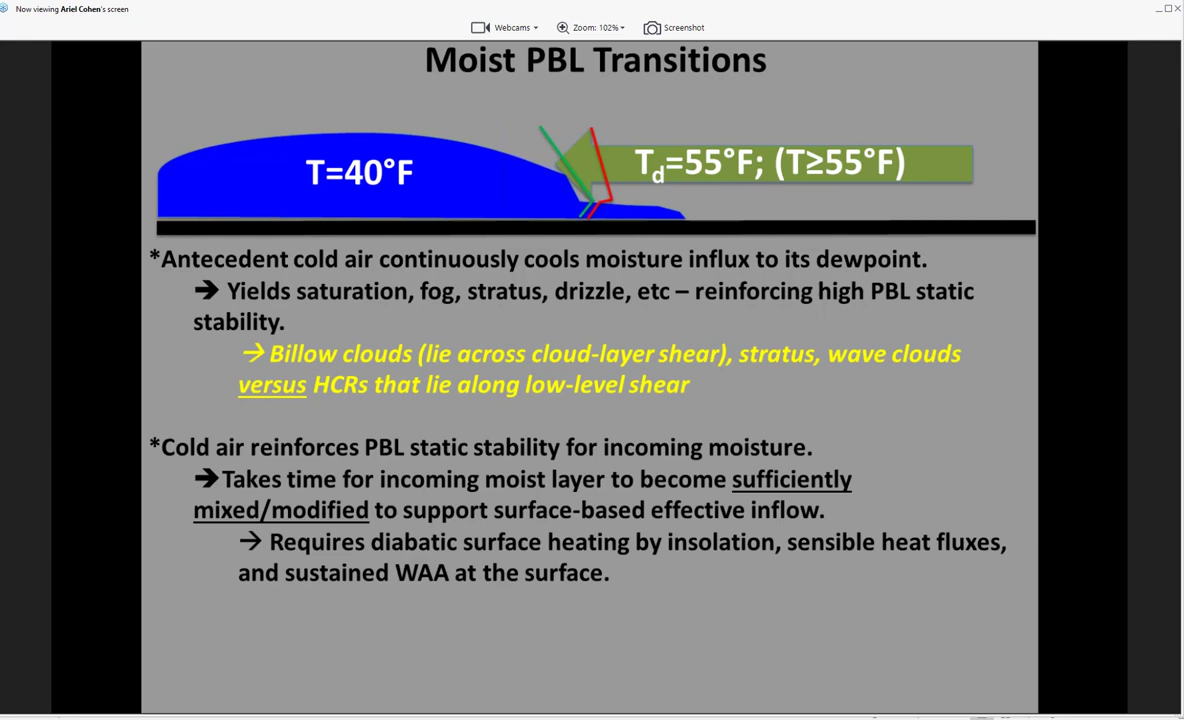 Now viewing Ariel Cohen's screen
Webcams Zoom: 102% Screenshot
Moist PBL Transitions
T=40°F
Td=55°F; (T≥55°F)
*Antecedent cold air continuously cools moisture influx to its dewpoint.
➔ Yields saturation, fog, stratus, drizzle, etc – reinforcing high PBL static
stability.
→ Billow clouds (lie across cloud-layer shear), stratus, wave clouds
versus HCRs that lie along low-level shear
*Cold air reinforces PBL static stability for incoming moisture.
➔Takes time for incoming moist layer to become sufficiently
mixed/modified to support surface-based effective inflow.
→ Requires diabatic surface heating by insolation, sensible heat fluxes,
and sustained WAA at the surface.